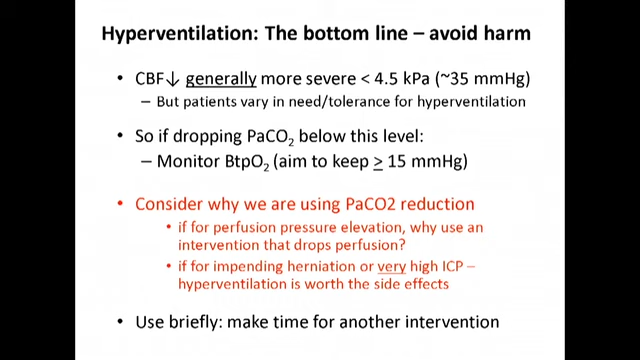 Hyperventilation: The bottom line – avoid harm
• CBF↓ generally more severe < 4.5 kPa (~35 mmHg)
– But patients vary in need/tolerance for hyperventilation
• So if dropping PaCO₂ below this level:
– Monitor BtpO₂ (aim to keep ≥ 15 mmHg)
• Consider why we are using PaCO2 reduction
• if for perfusion pressure elevation, why use an
intervention that drops perfusion?
• if for impending herniation or very high ICP –
hyperventilation is worth the side effects
• Use briefly: make time for another intervention